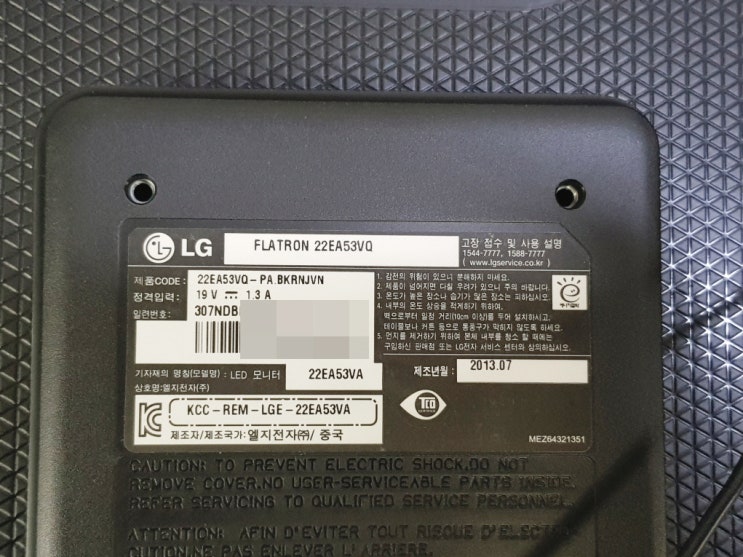 LG
FLATRON 22EA53VQ
고장 접수 및 사용 설명
1544-7777, 1588-7777
( www.lgservice.co.kr )
제품CODE : 22EA53VQ-PA.BKRNJVN
정격입력 : 19 V 1.3 A
일련번호 : 307NDB
1. 감전의 위험이 있으니 분해하지 마세요.
2. 제품이 넘어지면 다칠 우려가 있으니 주의 바랍니다.
3. 온도가 높은 장소나 습기가 많은 장소는 피하십시오.
4. 내부의 온도 상승을 적게하기 위하여,
벽으로부터 일정 거리(10cm 이상)를 두어 설치하시고,
테이블보나 커튼 등으로 통풍구가 막히지 않도록 하세요.
5. 먼지를 제거하기 위하여 본체 내부를 청소 할 때에는
구입하신 판매점 또는 LG전자 서비스 센터와 상의하십시오.
기자재의 명칭(모델명) : LED 모니터 22EA53VA
상호명:엘지전자(주)
제조년월 : 2013.07
KCC-REM-LGE-22EA53VA
제조자/제조국가: 엘지전자㈜/ 중국
TCO
MEZ64321351
CAUTION: TO PREVENT ELECTRIC SHOCK,DO NOT
REMOVE COVER.NO USER-SERVICEABLE PARTS INSIDE.
REFER SERVICING TO QUALIFIED SERVICE PERSONNEL.
ATTENTION: AFIN D'EVITER TOUT RISQUE D'ELECT
CUTION,NE PAS ENLEVER L'ARRIERE.